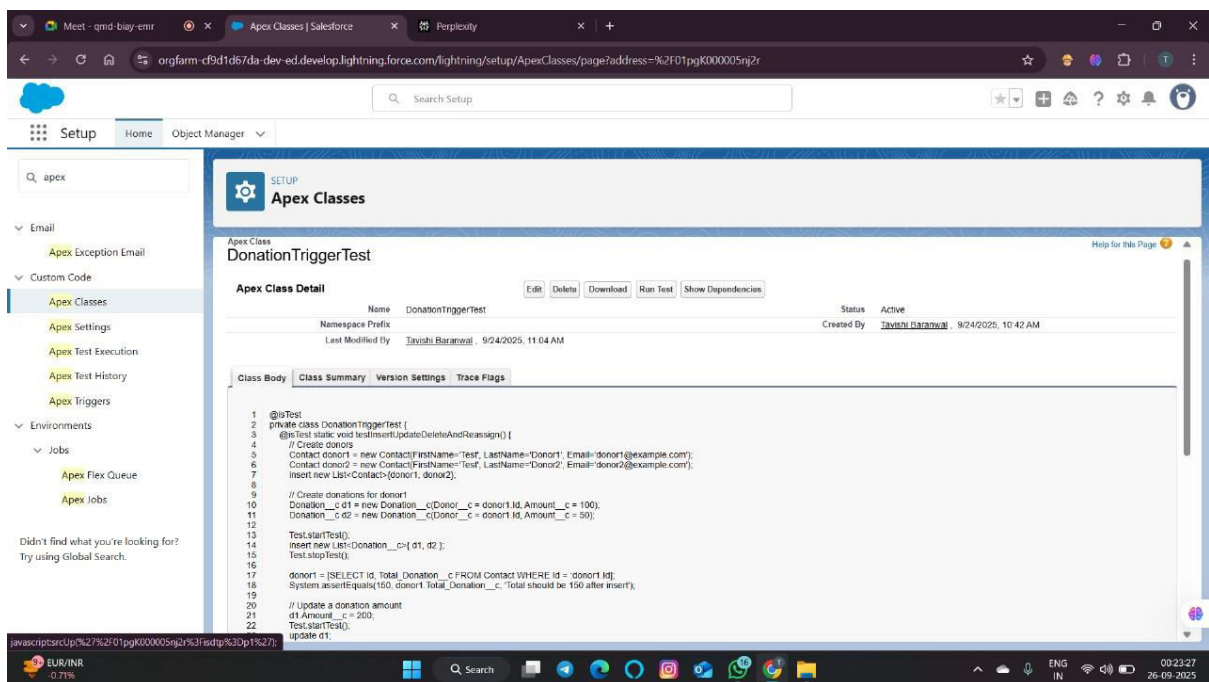 Meet - qmd-biay-emr
Apex Classes | Salesforce
Perplexity
orgfarm-cf9d1d67da-dev-ed.develop.lightning.force.com/lightning/setup/ApexClasses/page?address=%2F01pgK000005nj2r
T
Search Setup
Setup
Home
Object Manager
apex
Email
Apex Exception Email
Custom Code
Apex Classes
Apex Settings
Apex Test Execution
Apex Test History
Apex Triggers
Environments
Jobs
Apex Flex Queue
Apex Jobs
Didn't find what you're looking for?
Try using Global Search.
SETUP
Apex Classes
Apex Class
DonationTriggerTest
Help for this Page
Apex Class Detail
Edit Delete Download Run Test Show Dependencies
Name DonationTriggerTest Status Active
Namespace Prefix Created By Tavishi Baranwal , 9/24/2025, 10:42 AM
Last Modified By Tavishi Baranwal , 9/24/2025, 11:04 AM
Class Body Class Summary Version Settings Trace Flags
1 @isTest
2 private class DonationTriggerTest {
3 @isTest static void testInsertUpdateDeleteAndReassign() {
4 // Create donors
5 Contact donor1 = new Contact(FirstName='Test', LastName='Donor1', Email='donor1@example.com');
6 Contact donor2 = new Contact(FirstName='Test', LastName='Donor2', Email='donor2@example.com');
7 insert new List<Contact>{donor1, donor2};
8
9 // Create donations for donor1
10 Donation__c d1 = new Donation__c(Donor__c = donor1.Id, Amount__c = 100);
11 Donation__c d2 = new Donation__c(Donor__c = donor1.Id, Amount__c = 50);
12
13 Test.startTest();
14 insert new List<Donation__c>{ d1, d2 };
15 Test.stopTest();
16
17 donor1 = [SELECT Id, Total_Donation__c FROM Contact WHERE Id = :donor1.Id];
18 System.assertEquals(150, donor1.Total_Donation__c, 'Total should be 150 after insert');
19
20 // Update a donation amount
21 d1.Amount__c = 200;
22 Test.startTest();
update d1;
javascript:srcUp(%27%2F01pgK000005nj2r%3Fisdtp%3Dp1%27);
EUR/INR
-0.71%
Search
ENG
IN
00:23:27
26-09-2025